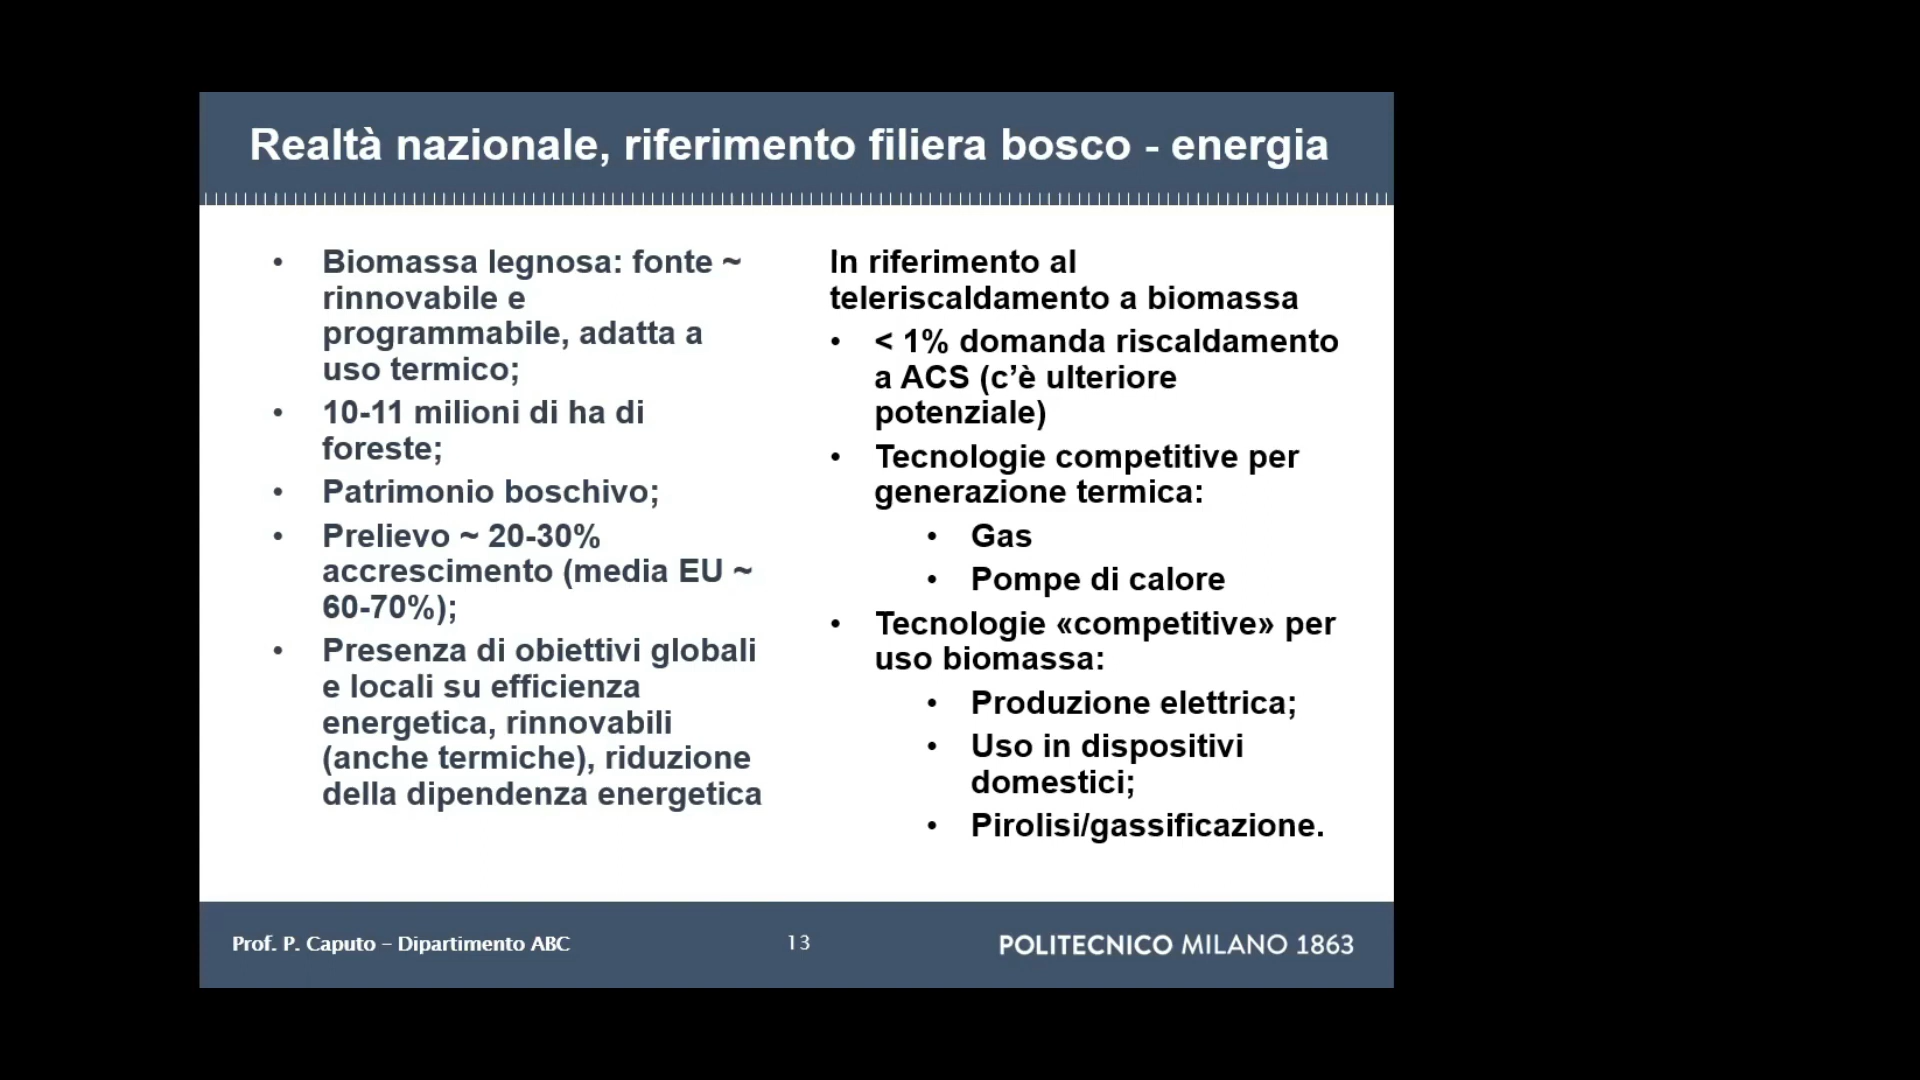 Realtà nazionale, riferimento filiera bosco - energia
• Biomassa legnosa: fonte ~
rinnovabile e
programmabile, adatta a
uso termico;
• 10-11 milioni di ha di
foreste;
• Patrimonio boschivo;
• Prelievo ~ 20-30%
accrescimento (media EU ~
60-70%);
• Presenza di obiettivi globali
e locali su efficienza
energetica, rinnovabili
(anche termiche), riduzione
della dipendenza energetica
In riferimento al
teleriscaldamento a biomassa
• < 1% domanda riscaldamento
a ACS (c’è ulteriore
potenziale)
• Tecnologie competitive per
generazione termica:
• Gas
• Pompe di calore
• Tecnologie «competitive» per
uso biomassa:
• Produzione elettrica;
• Uso in dispositivi
domestici;
• Pirolisi/gassificazione.
Prof. P. Caputo – Dipartimento ABC
13
POLITECNICO MILANO 1863